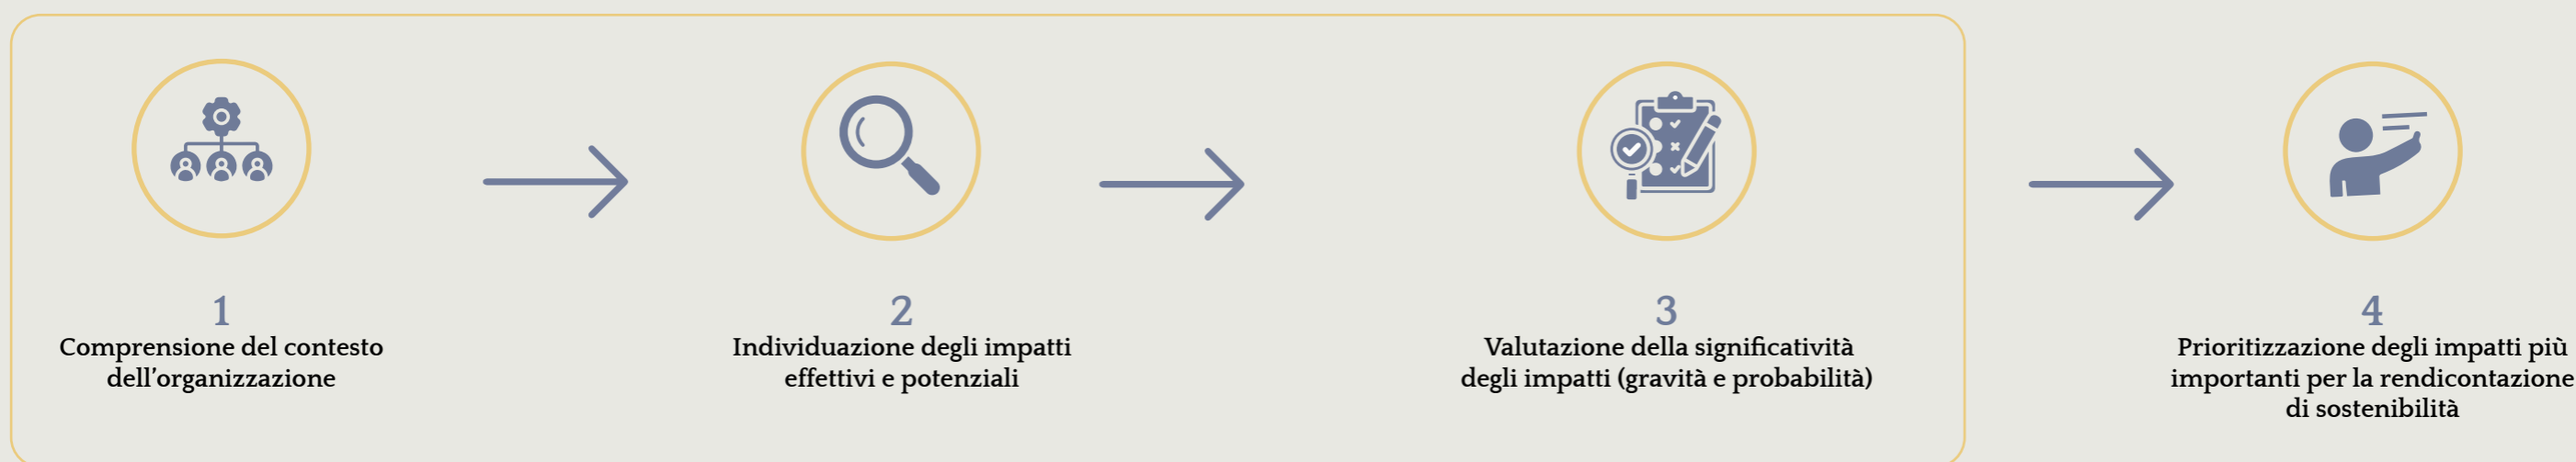 1
Comprensione del contesto
dell’organizzazione
2
Individuazione degli impatti
effettivi e potenziali
3
Valutazione della significatività
degli impatti (gravità e probabilità)
4
Prioritizzazione degli impatti più
importanti per la rendicontazione
di sostenibilità